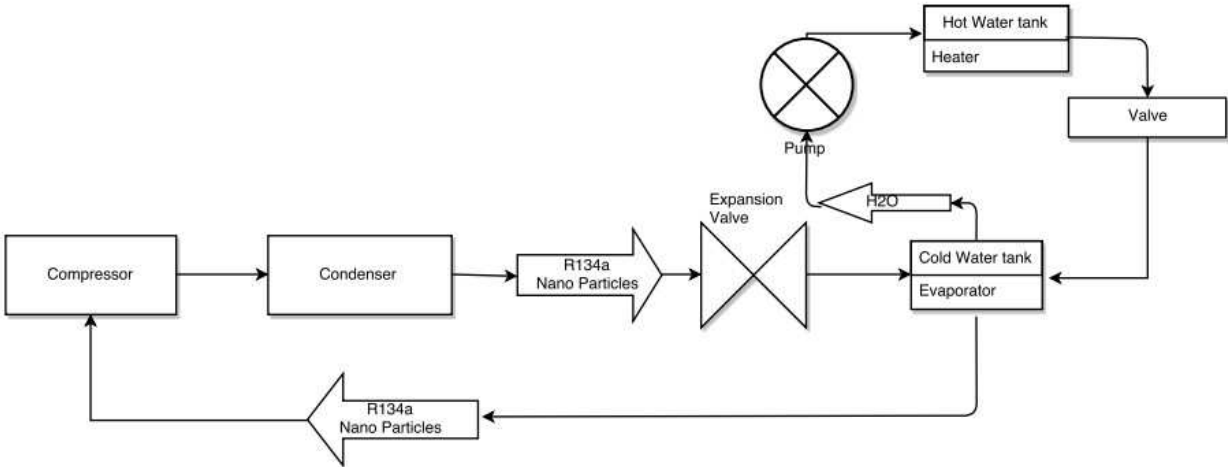 Hot Water tank
Heater
Valve
Pump
H2O
Expansion
Valve
Cold Water tank
Evaporator
Compressor
Condenser
R134a
Nano Particles
R134a
Nano Particles